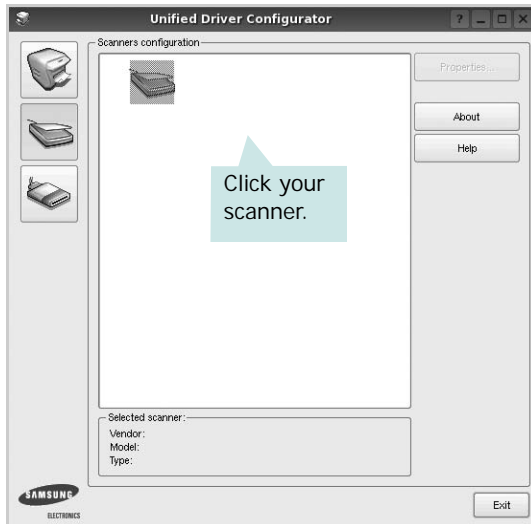 Unified Driver Configurator
Scanners configuration
Properties...
About
Help
Click your
scanner.
Selected scanner:
Vendor:
Model:
Type:
SAMSUNG
ELECTRONICS
Exit